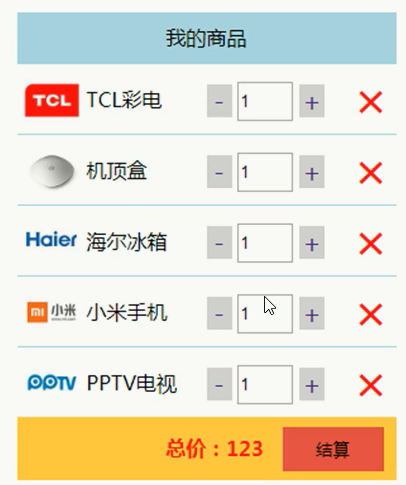 我的商品
TCL TCL彩电 - 1 +
机顶盒 - 1 +
Haier 海尔冰箱 - 1 +
mi 小米 小米手机 - 1 +
PPTV PPTV电视 - 1 +
总价：123 结算